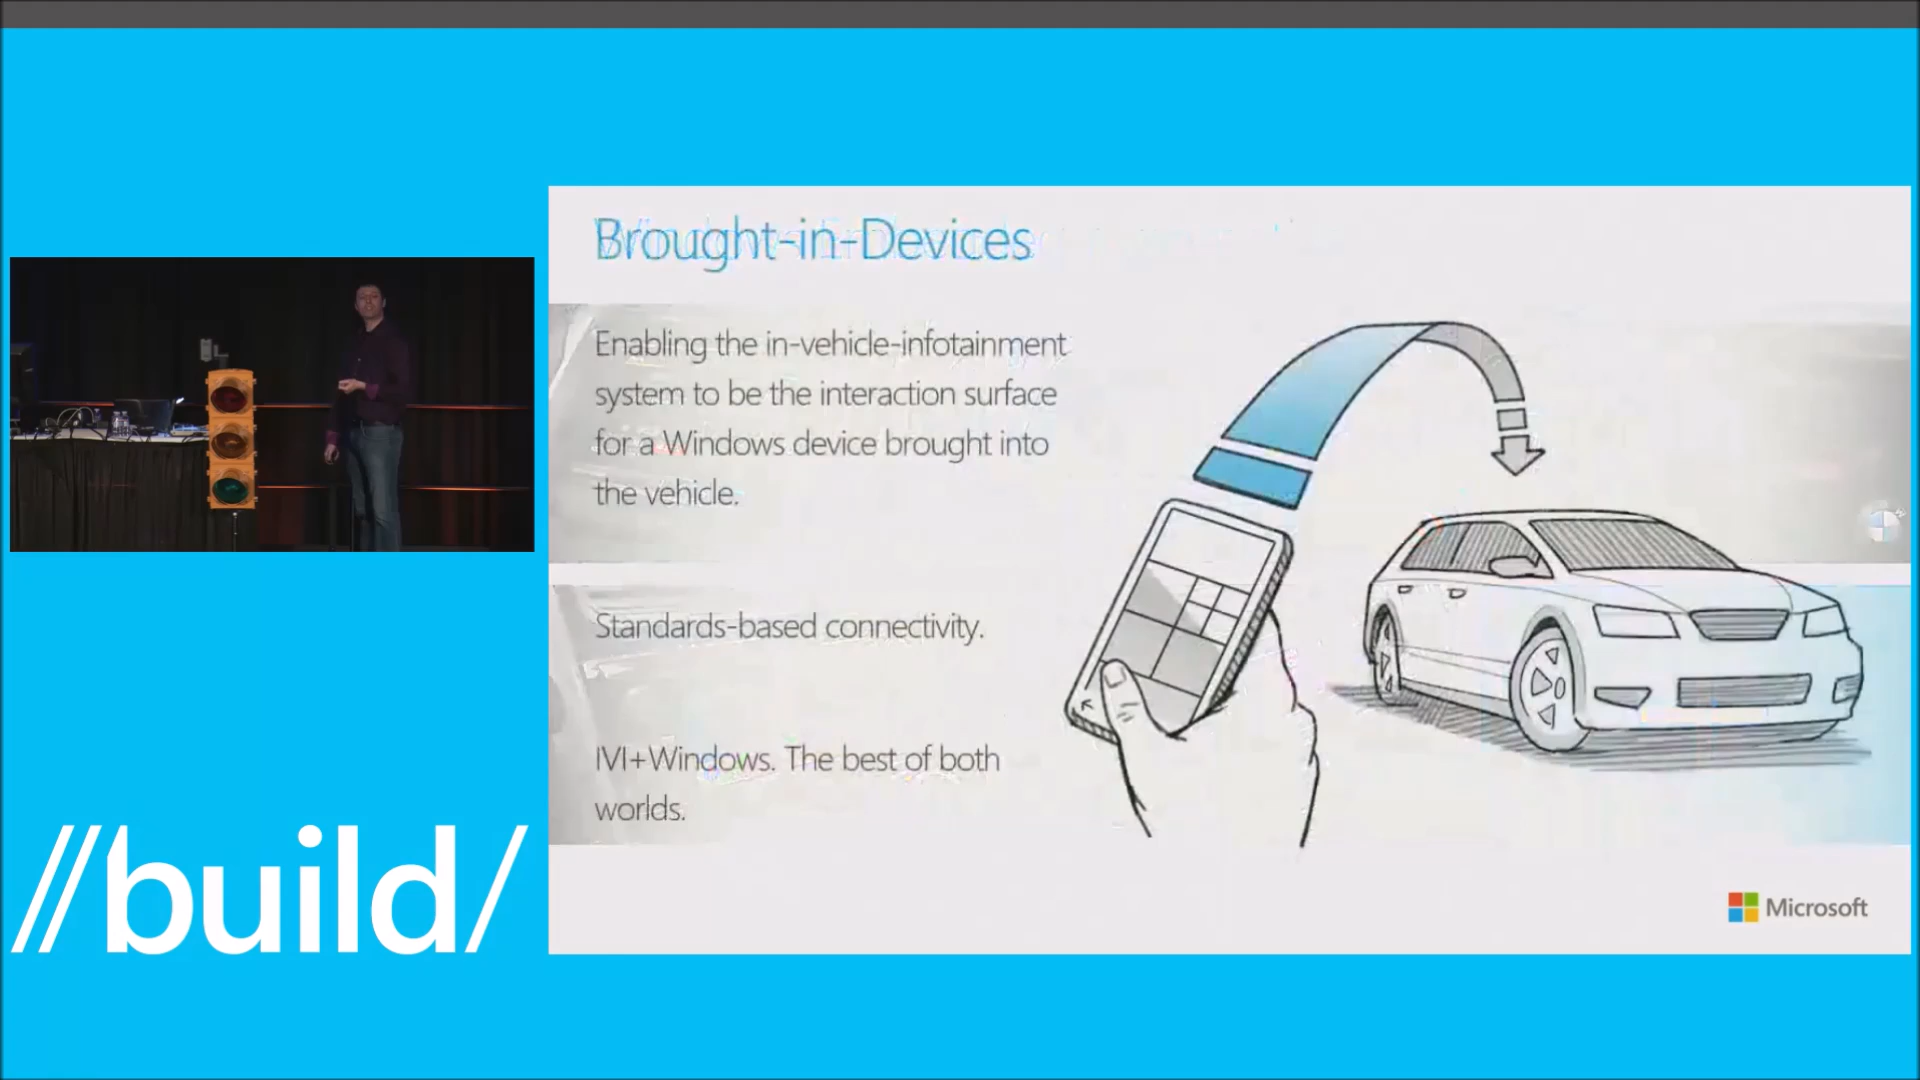 Brought-in-Devices
Enabling the in-vehicle-infotainment
system to be the interaction surface
for a Windows device brought into
the vehicle.
Standards-based connectivity.
IVI+Windows. The best of both
worlds.
Microsoft
//build/